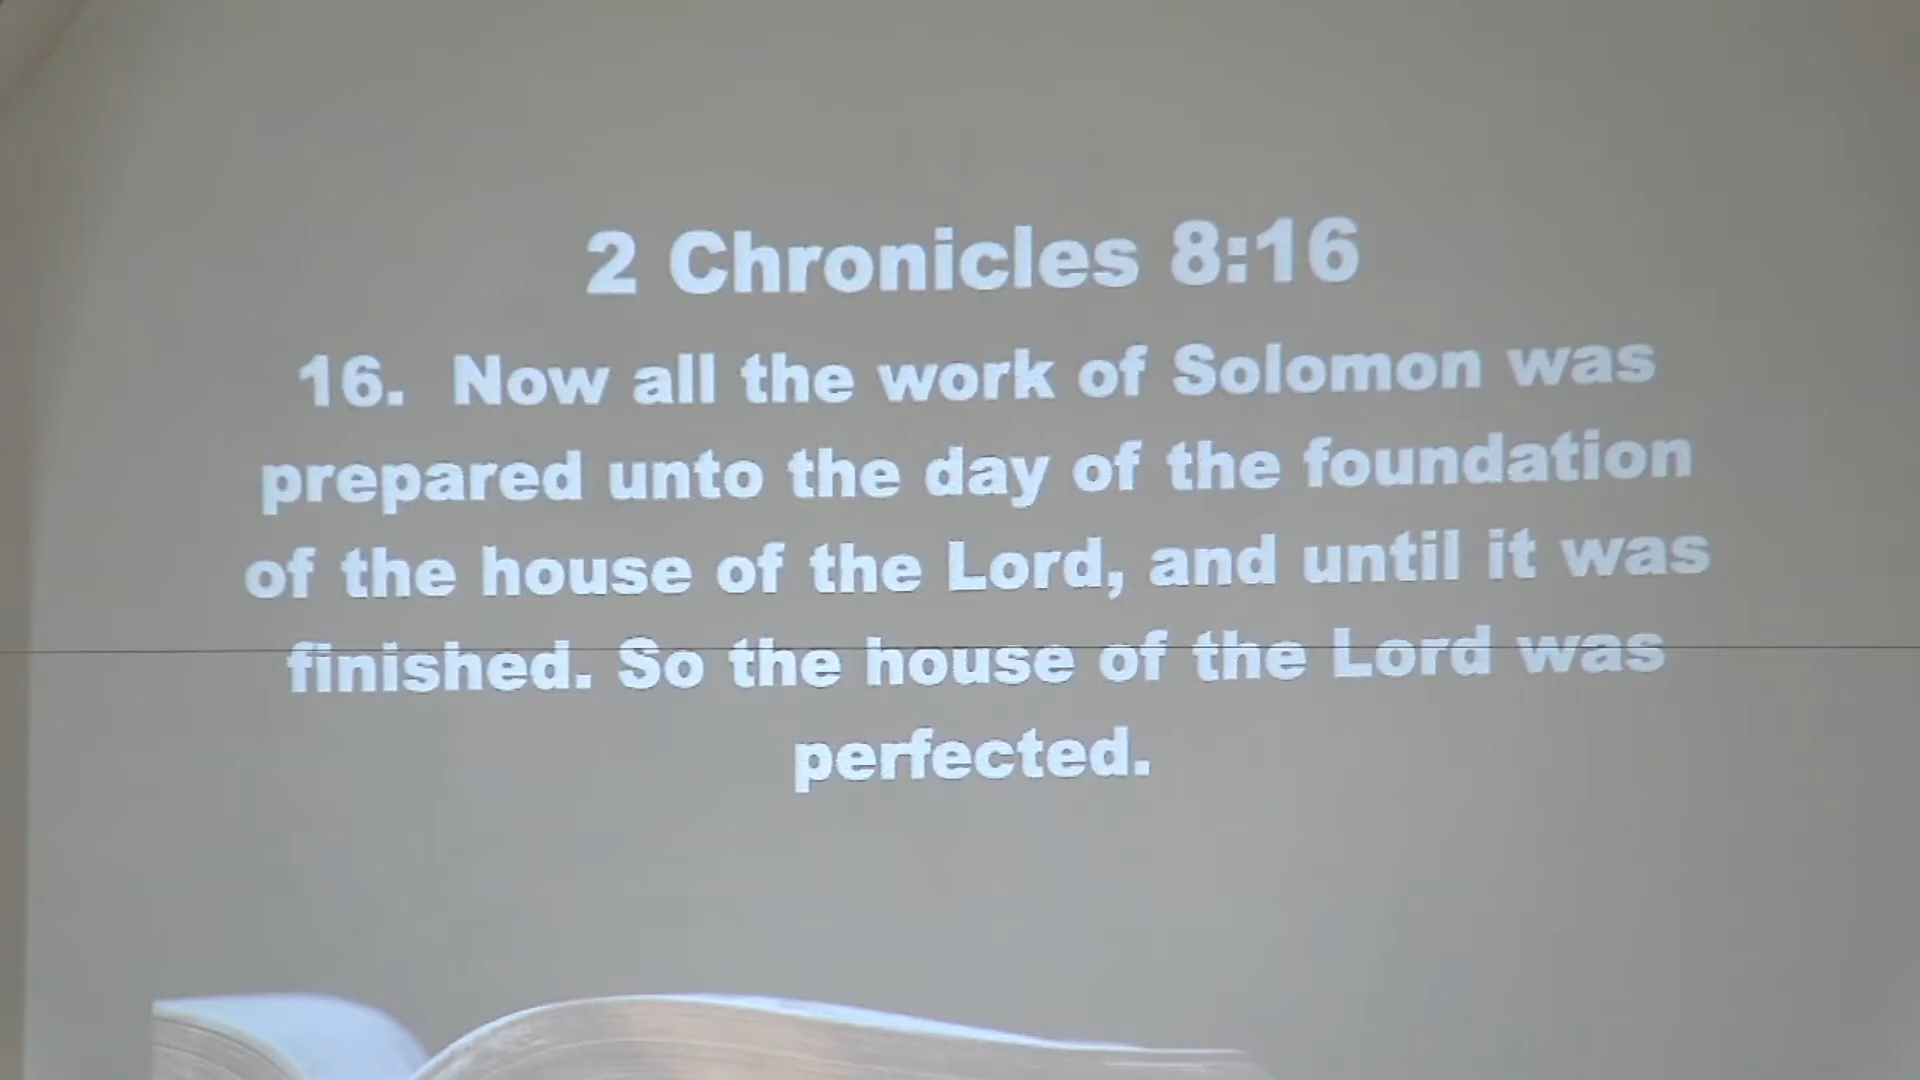 2 Chronicles 8:16
16. Now all the work of Solomon was
prepared unto the day of the foundation
of the house of the Lord, and until it was
finished. So the house of the Lord was
perfected.